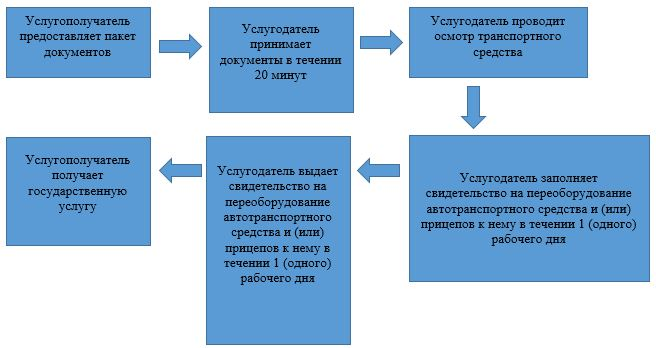 Услугополучатель
предоставляет пакет
документов
Услугодатель
принимает
документы в течении
20 минут
Услугодатель проводит
осмотр транспортного
средства
Услугодатель заполняет
свидетельство на переоборудование
автотранспортного средства и (или)
прицепов к нему в течении 1 (одного)
рабочего дня
Услугодатель выдает
свидетельство на
переоборудование
автотранспортного
средства и (или)
прицепов к нему в
течении 1 (одного)
рабочего дня
Услугополучатель
получает
государственную
услугу